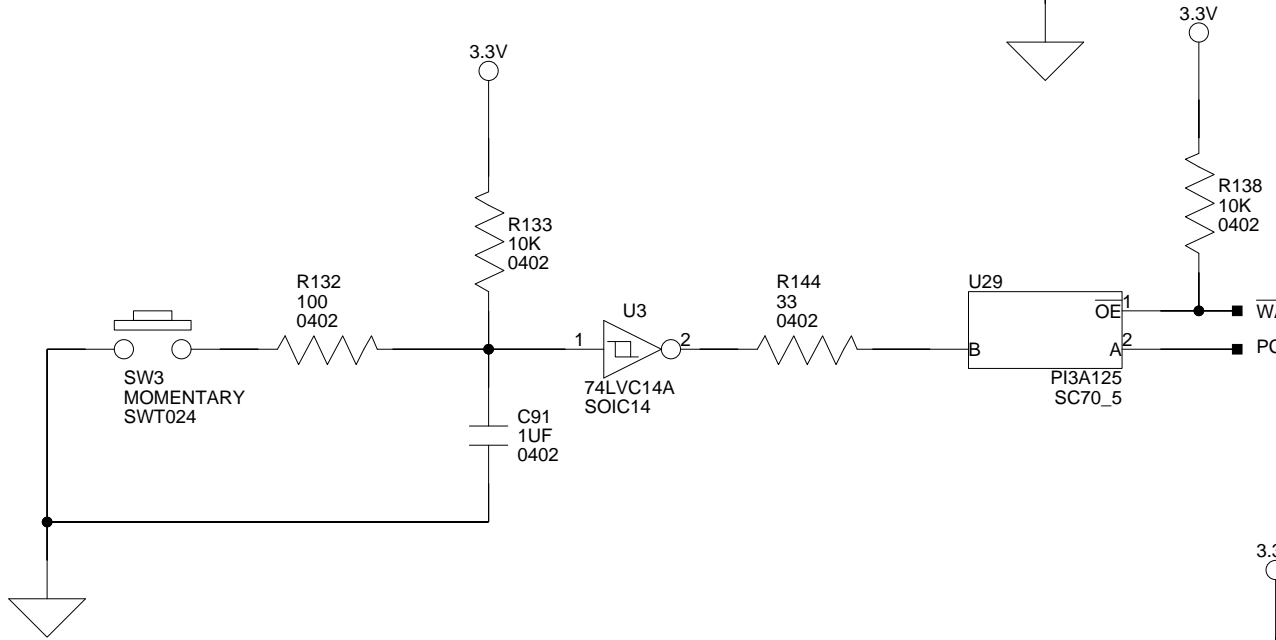 3.3V
3.3V
R138
10K
0402
R133
10K
0402
R132
100
0402
U3
R144
33
0402
U29
OE
1
1
2
B
A
2
SW3
MOMENTARY
SWT024
74LVC14A
SOIC14
PI3A125
SC70_5
C91
1UF
0402